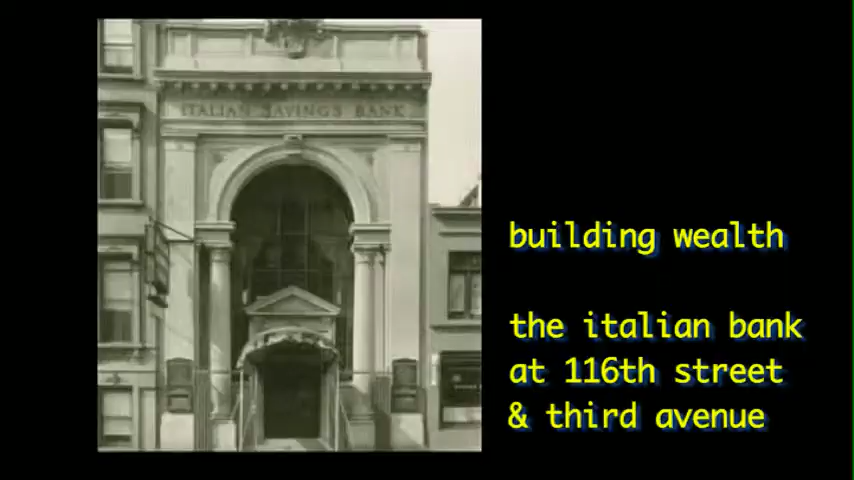 ITALIAN SAVINGS BANK
building wealth
the italian bank
at 116th street
& third avenue